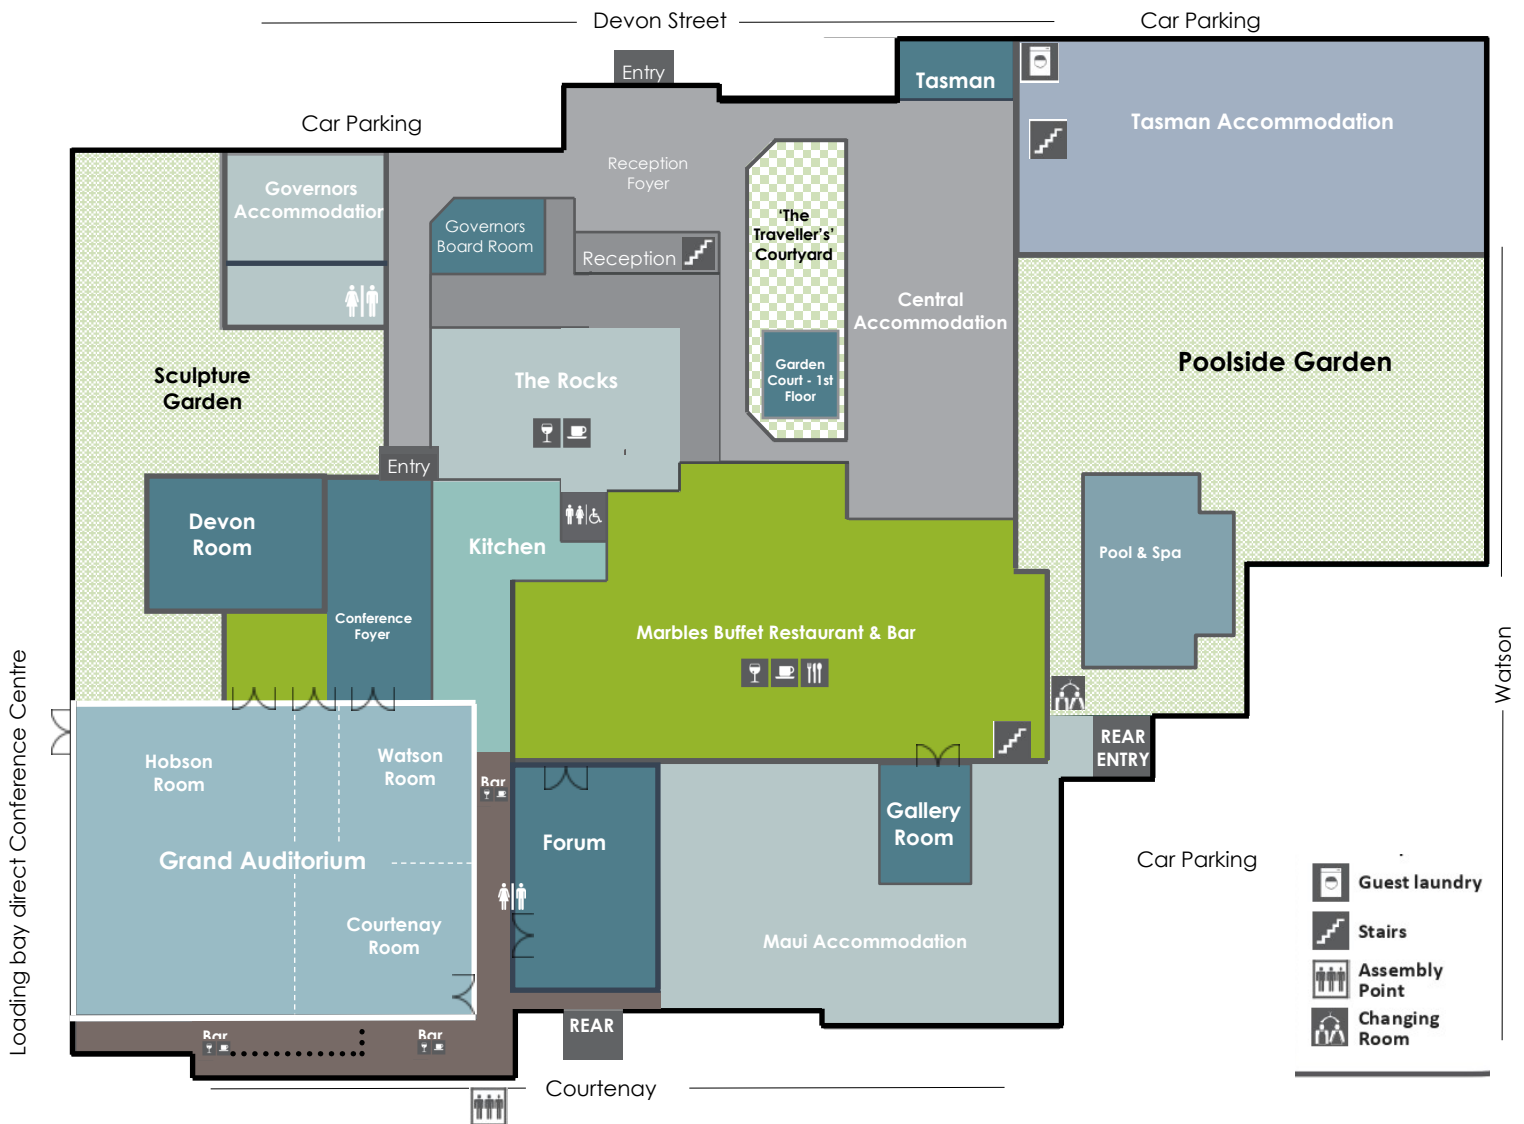 Devon Street
Car Parking
Entry
Tasman
Tasman Accommodation
Car Parking
Reception
Foyer
Governors
Accommodation
'The
Traveller's'
Courtyard
Governors
Board Room
Reception
Central
Accommodation
Garden
Court - 1st
Floor
Poolside Garden
Sculpture
Garden
The Rocks
Entry
Devon
Room
Kitchen
Pool & Spa
Conference
Foyer
Marbles Buffet Restaurant & Bar
Watson
Loading bay direct Conference Centre
REAR
ENTRY
Hobson
Room
Watson
Room
Bar
Gallery
Room
Forum
Grand Auditorium
Car Parking
Courtenay
Room
Maui Accommodation
Guest laundry
Stairs
Assembly
Point
Changing
Room
Bar
Bar
REAR
Courtenay